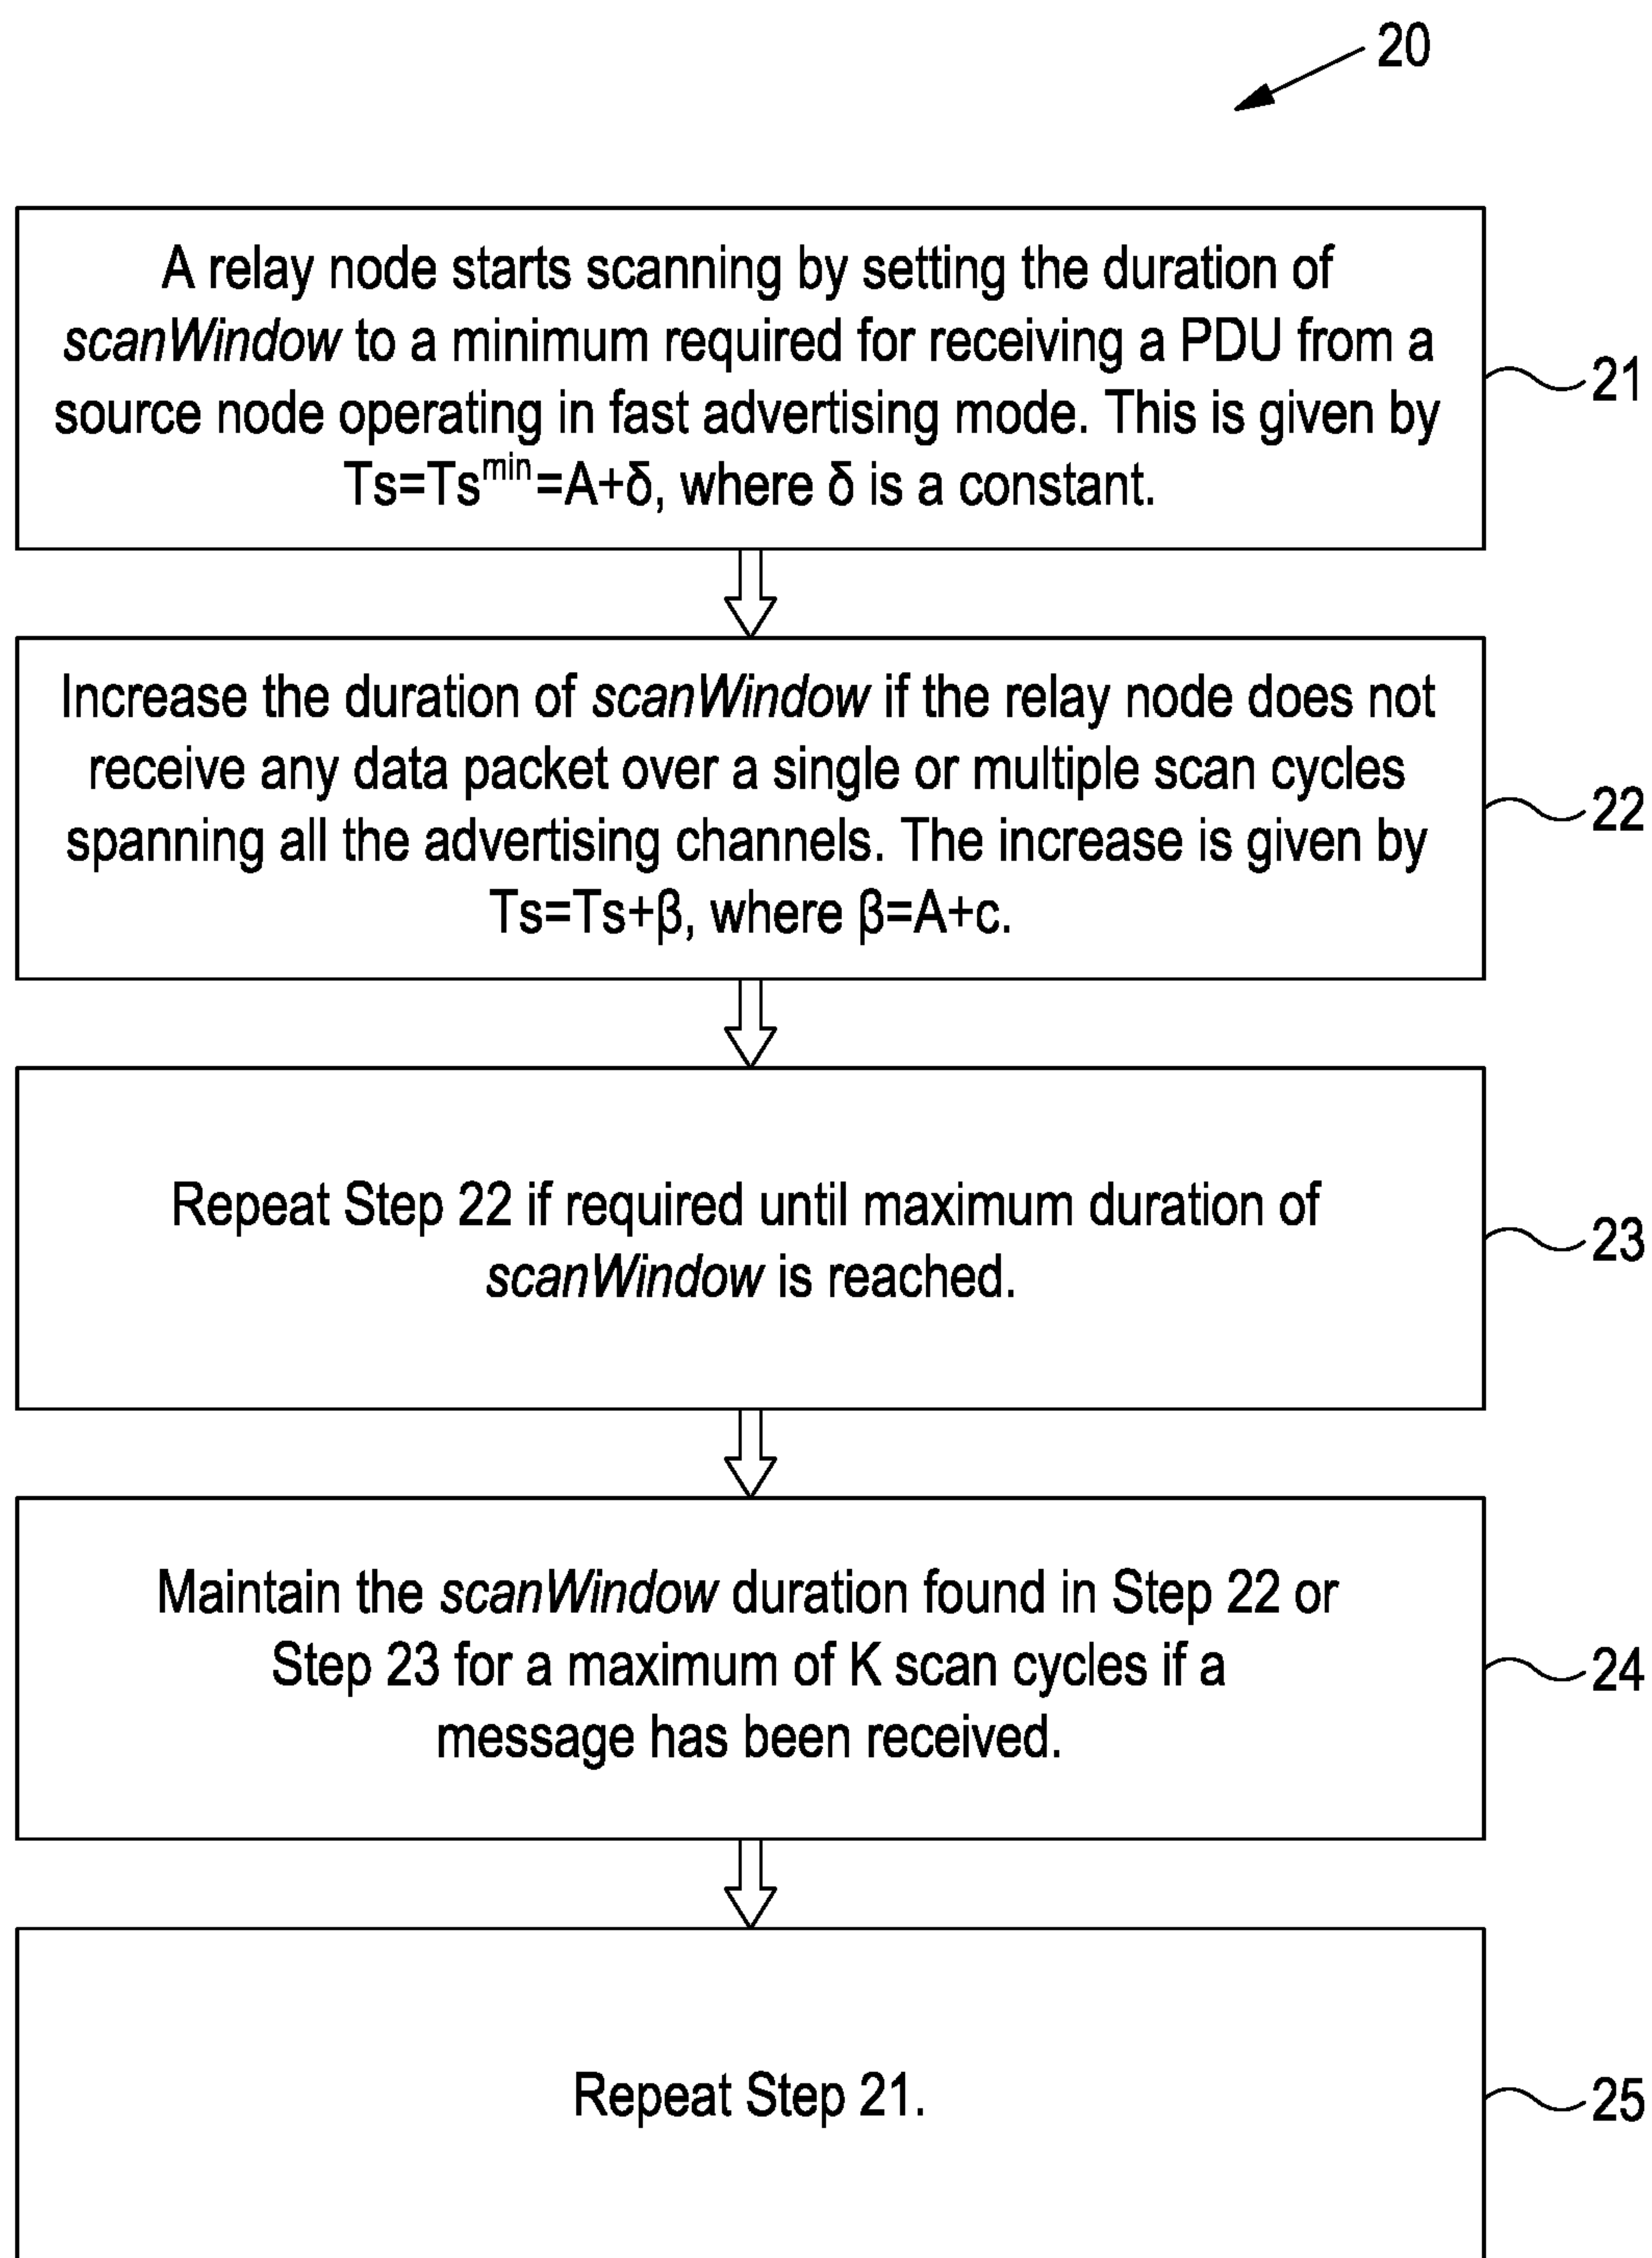 20
A relay node starts scanning by setting the duration of
scanWindow to a minimum required for receiving a PDU from a
source node operating in fast advertising mode. This is given by
Ts=Ts^min=A+δ, where δ is a constant.
21
Increase the duration of scanWindow if the relay node does not
receive any data packet over a single or multiple scan cycles
spanning all the advertising channels. The increase is given by
Ts=Ts+β, where β=A+c.
22
Repeat Step 22 if required until maximum duration of
scanWindow is reached.
23
Maintain the scanWindow duration found in Step 22 or
Step 23 for a maximum of K scan cycles if a
message has been received.
24
Repeat Step 21.
25